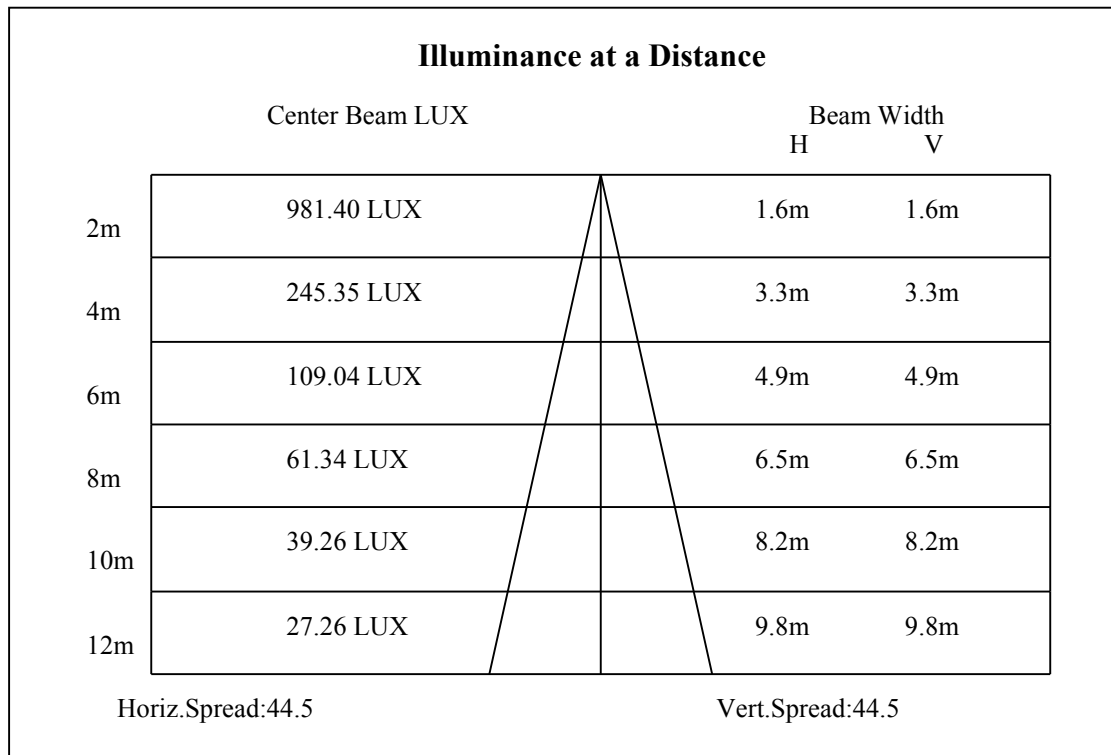 Illuminance at a Distance
Center Beam LUX Beam Width
H V
2m 981.40 LUX 1.6m 1.6m
4m 245.35 LUX 3.3m 3.3m
6m 109.04 LUX 4.9m 4.9m
8m 61.34 LUX 6.5m 6.5m
10m 39.26 LUX 8.2m 8.2m
12m 27.26 LUX 9.8m 9.8m
Horiz.Spread:44.5 Vert.Spread:44.5